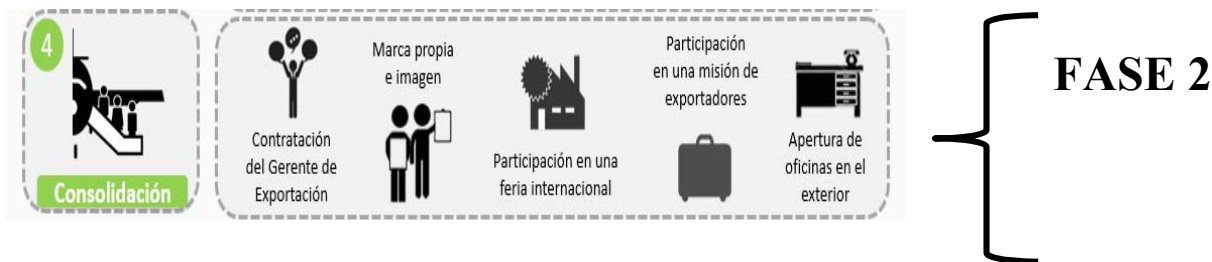 4
Consolidación
Contratación
del Gerente de
Exportación
Marca propia
e imagen
Participación en una
feria internacional
Participación
en una misión de
exportadores
Apertura de
oficinas en el
exterior
FASE 2